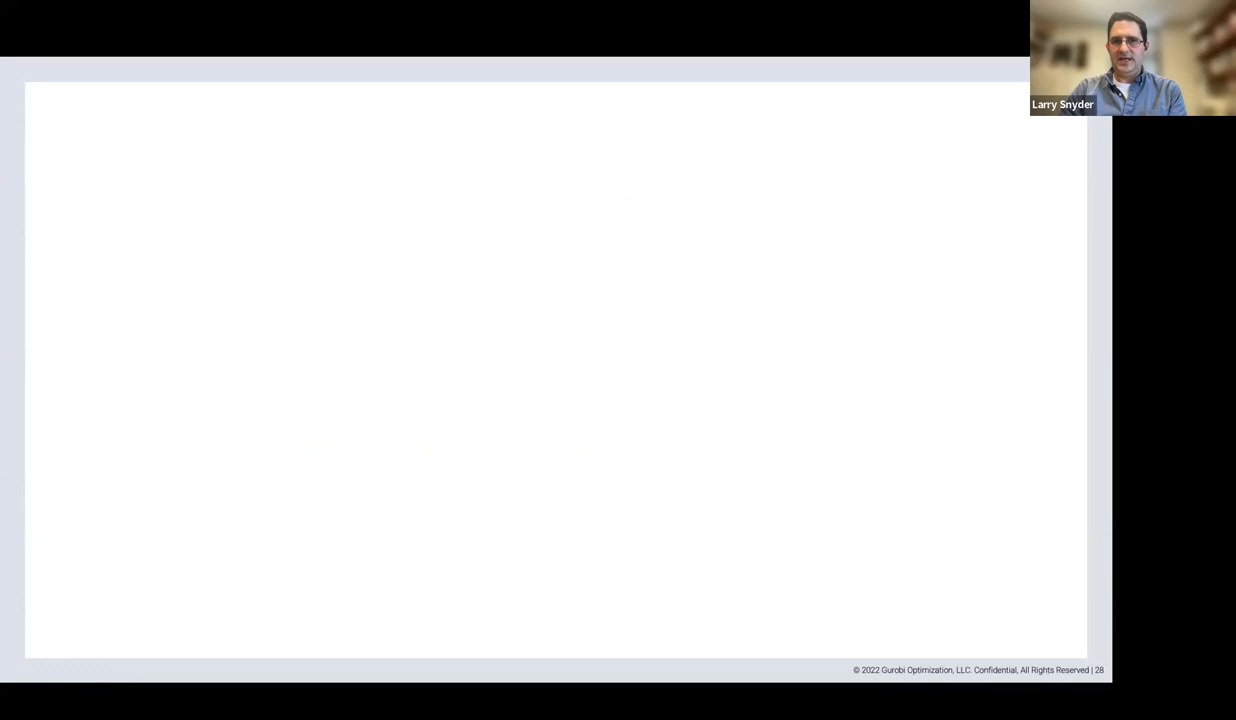 Larry Snyder
© 2022 Gurobi Optimization, LLC. Confidential, All Rights Reserved | 28